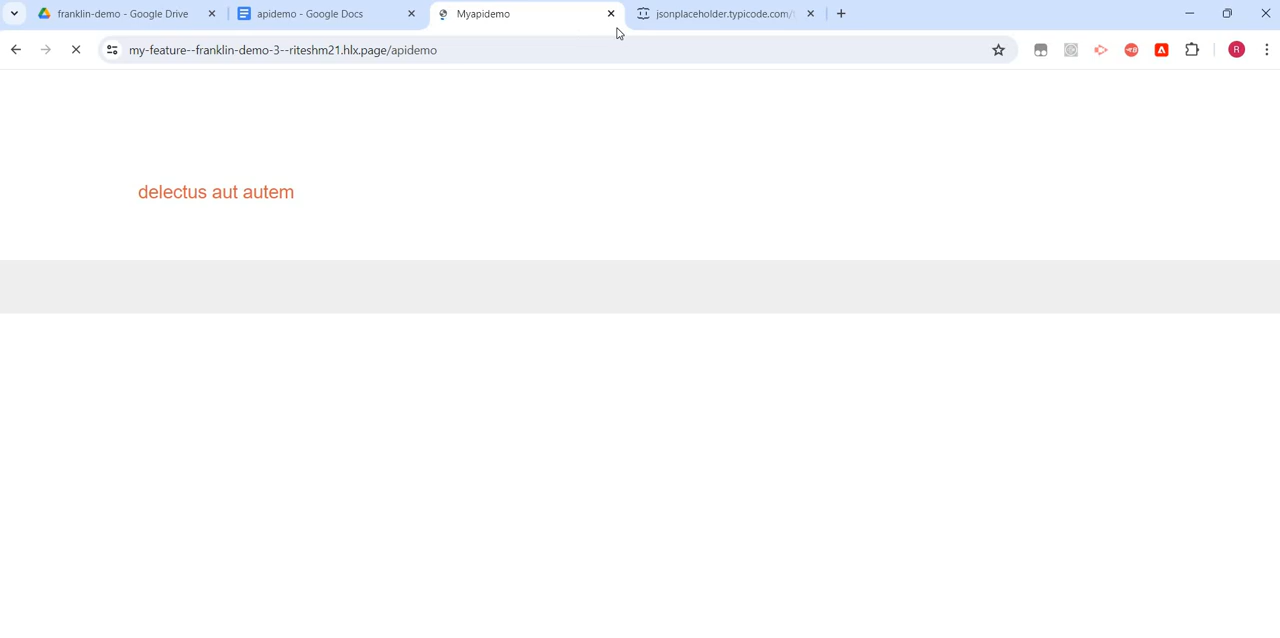 franklin-demo - Google Drive
apidemo - Google Docs
Myapidemo
jsonplaceholder.typicode.com/
my-feature--franklin-demo-3--riteshm21.hlx.page/apidemo
R
delectus aut autem